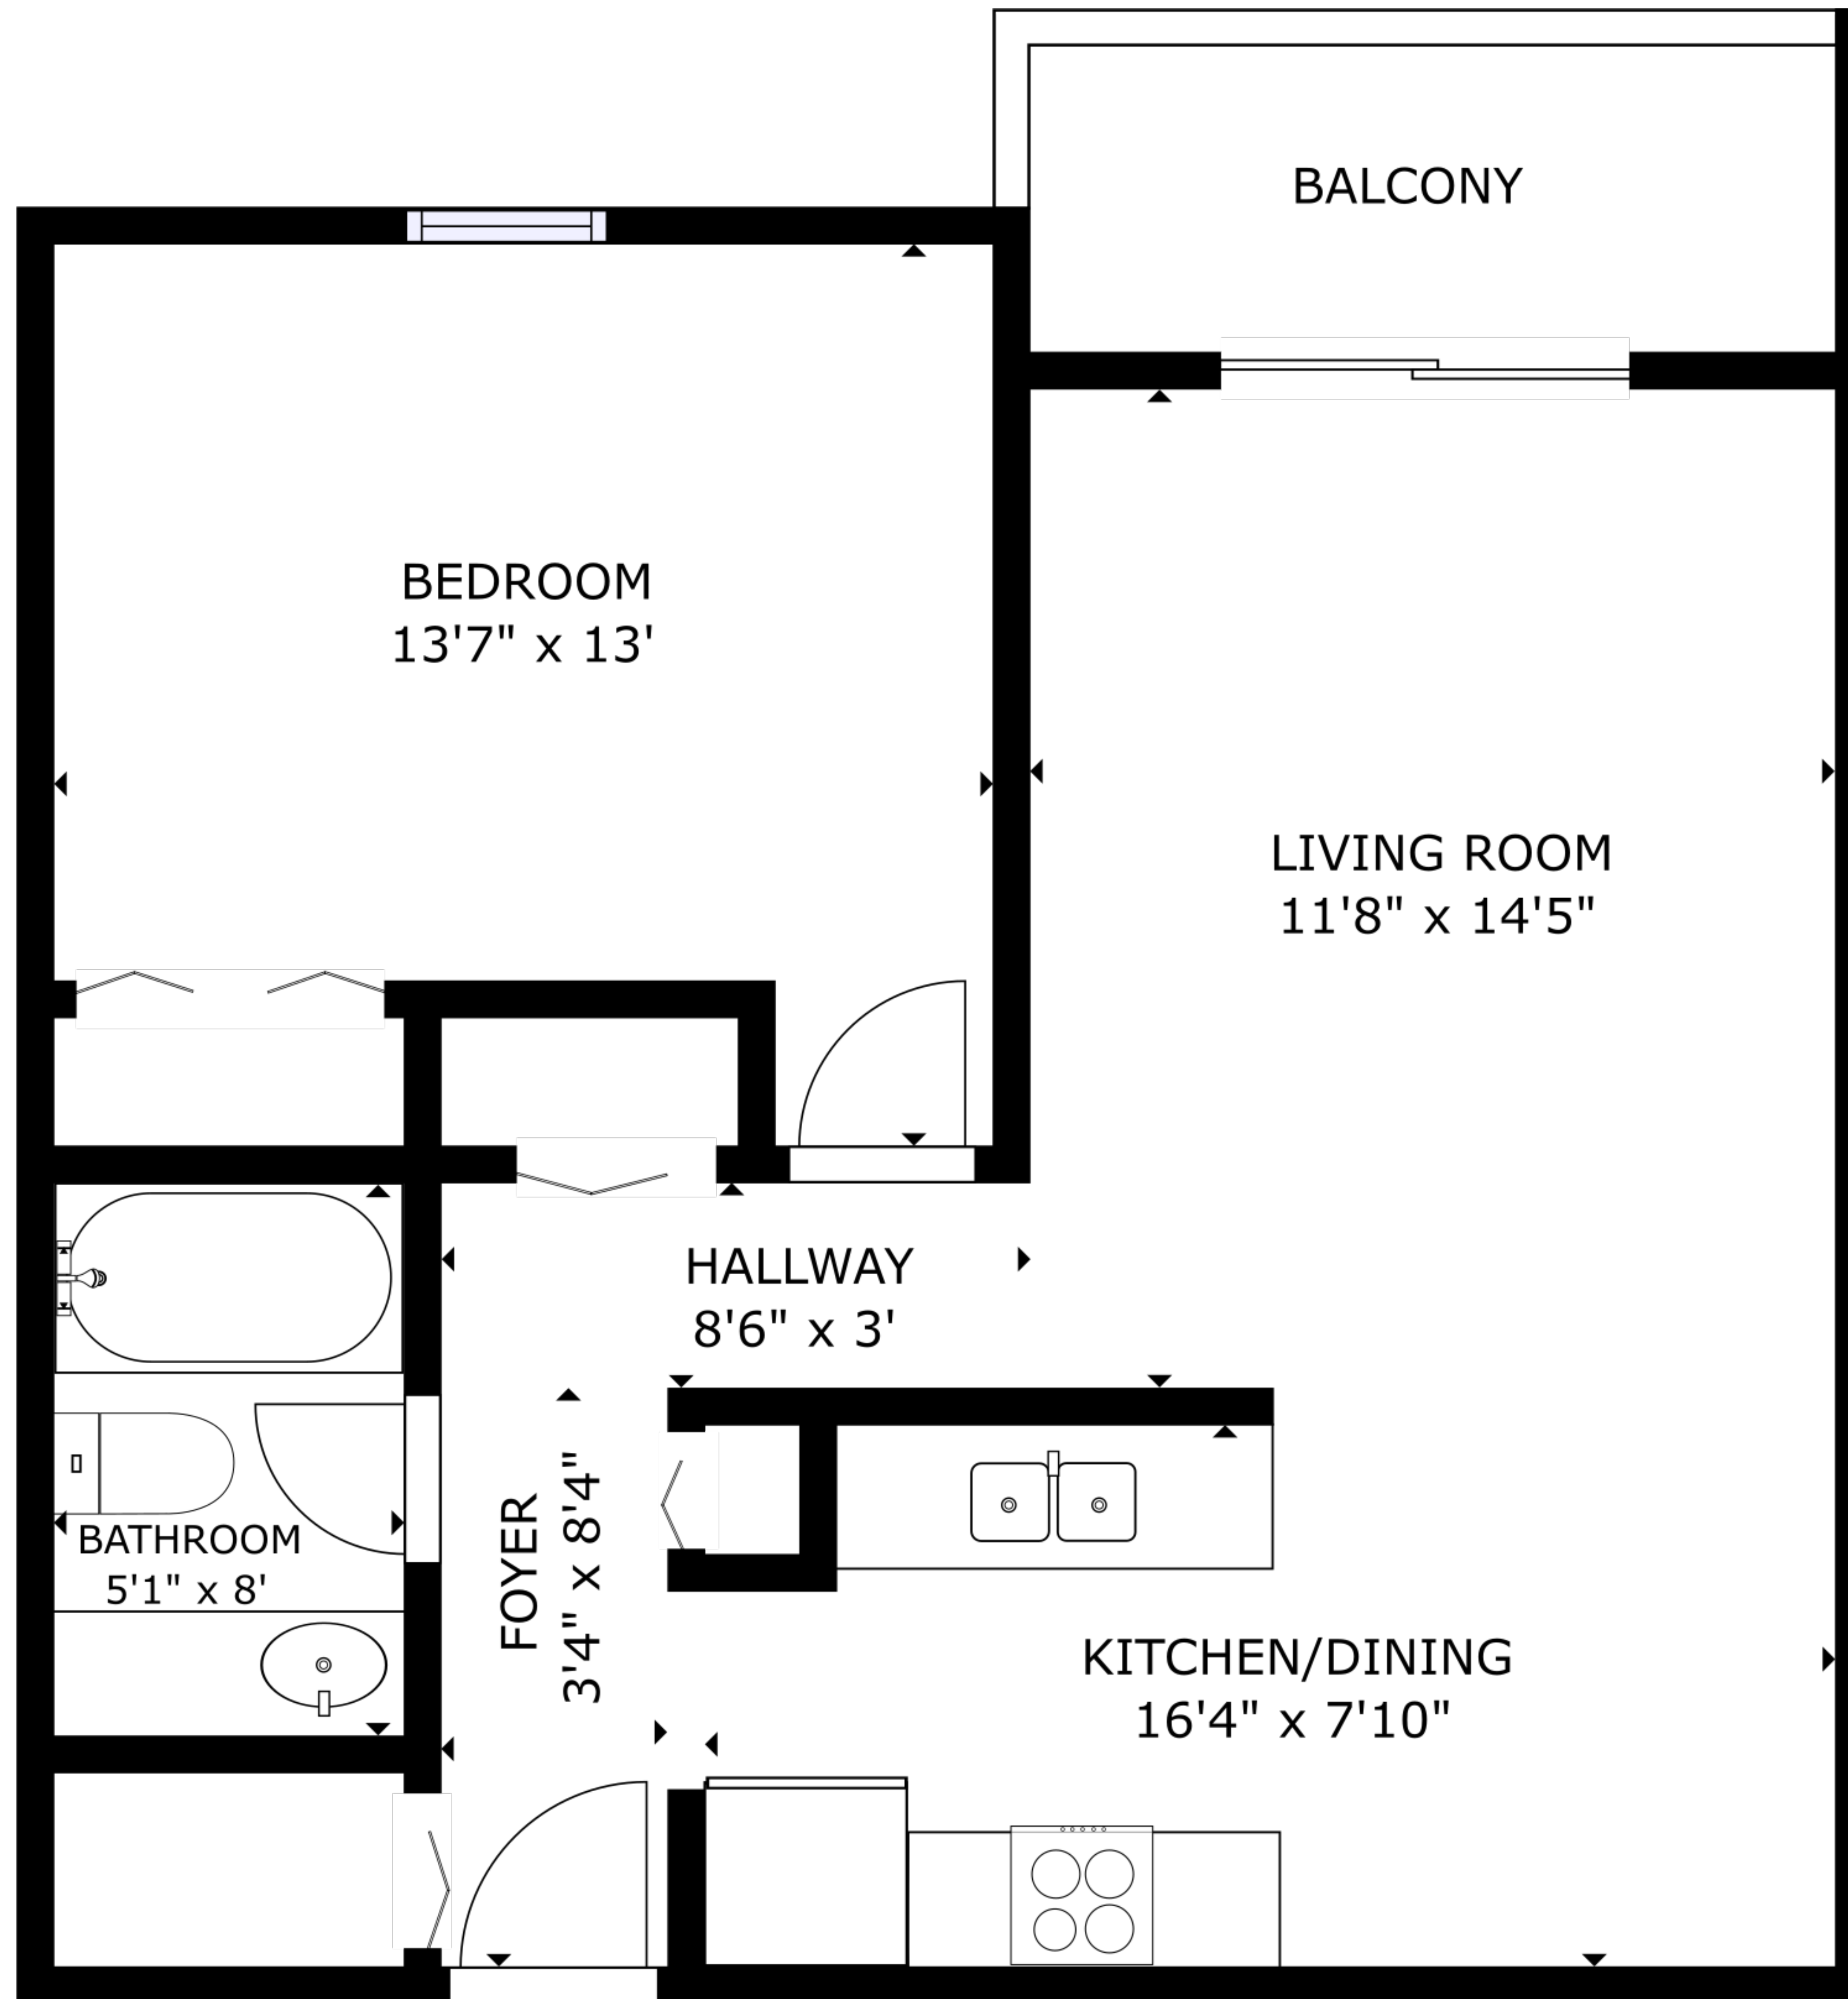 BALCONY
BEDROOM
13'7" x 13'
LIVING ROOM
11'8" x 14'5"
HALLWAY
8'6" x 3'
BATHROOM
5'1" x 8'
FOYER
3'4" x 8'4"
KITCHEN/DINING
16'4" x 7'10"